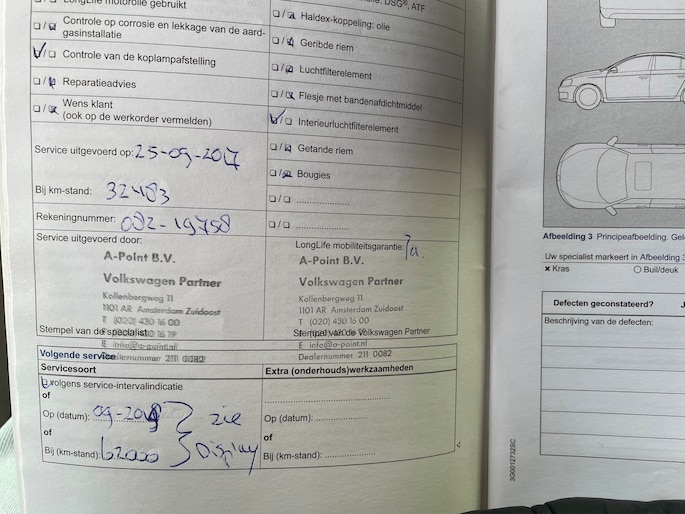 LongLife motorolie gebruikt
Controle op corrosie en lekkage van de aard-
gasinstallatie
Controle van de koplampafstelling
Reparatieadvies
Wens klant
(ook op de werkorder vermelden)
DSG®, ATF
Haldex-koppeling: olie
Geribde riem
Luchtfilterelement
Flesje met bandenafdichtmiddel
Interieurluchtfilterelement
Getande riem
Bougies
Service uitgevoerd op: 25-09-2017
Bij km-stand: 32483
Rekeningnummer: 092-19758
Service uitgevoerd door:
A-Point B.V.
Volkswagen Partner
Kollenbergweg 11
1101 AR Amsterdam Zuidoost
T (020) 430 16 00
E info@a-point.nl
Stempel van de specialist
Dealernummer 211 0082
LongLife mobiliteitsgarantie: Ja.
A-Point B.V.
Volkswagen Partner
Kollenbergweg 11
1101 AR Amsterdam Zuidoost
T (020) 430 16 00
Stempel van de Volkswagen Partner
E info@a-point.nl
Dealernummer 211 0082
Volgende service
Servicesoort
volgens service-intervalindicatie
of
Op (datum): zie
of
Bij (km-stand): 62000 Display
Extra (onderhouds)werkzaamheden
Op (datum):
of
Bij (km-stand):
Afbeelding 3 Principeafbeelding.
Uw specialist markeert in Afbeelding 3
× Kras Buil/deuk
Defecten geconstateerd?
Beschrijving van de defecten:
3G0012732SC